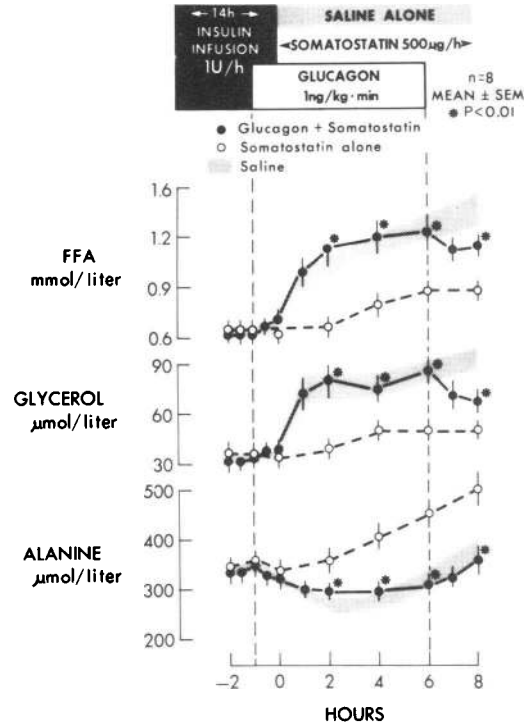 ← 14h →
INSULIN
INFUSION
1U/h
SALINE ALONE
SOMATOSTATIN 500μg/h
GLUCAGON
1ng/kg·min
n=8
MEAN ± SEM
✱ P<0.01
● Glucagon + Somatostatin
○ Somatostatin alone
Saline
FFA
mmol/liter
1.6
1.2
0.9
0.6
GLYCEROL
μmol/liter
90
60
30
ALANINE
μmol/liter
500
400
300
200
−2 0 2 4 6 8
HOURS